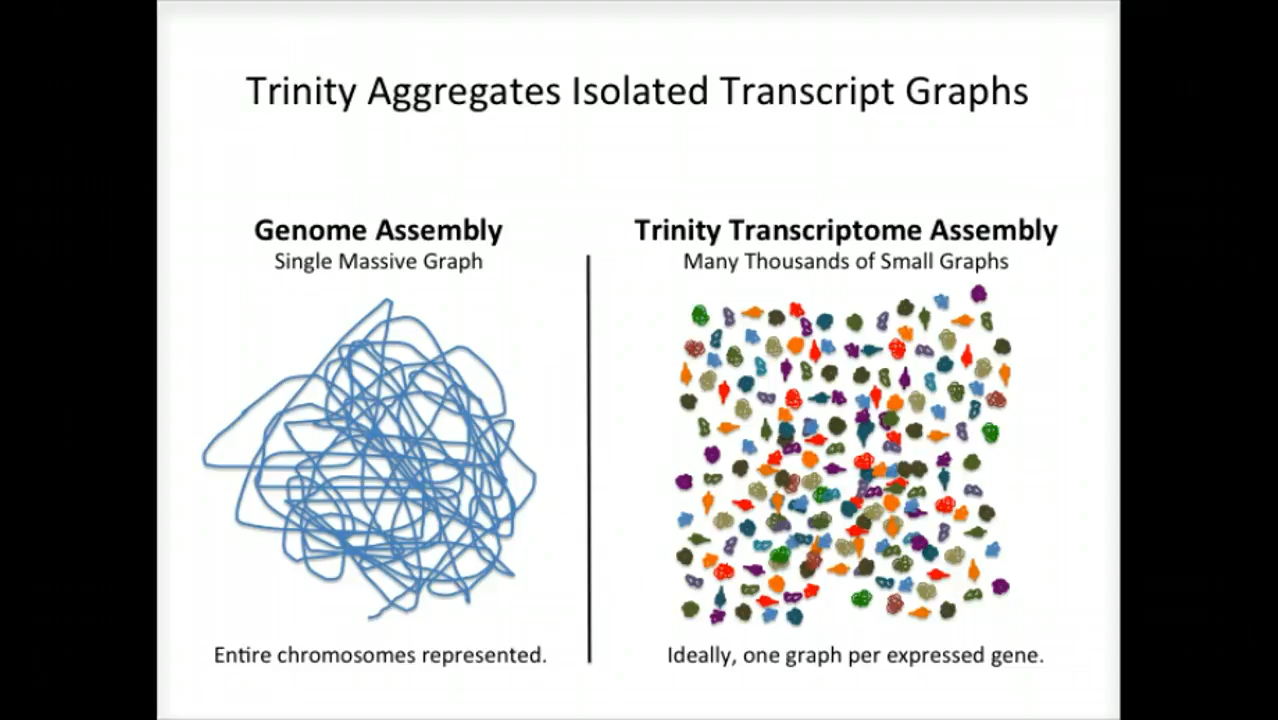 Trinity Aggregates Isolated Transcript Graphs
Genome Assembly
Single Massive Graph
Entire chromosomes represented.
Trinity Transcriptome Assembly
Many Thousands of Small Graphs
Ideally, one graph per expressed gene.